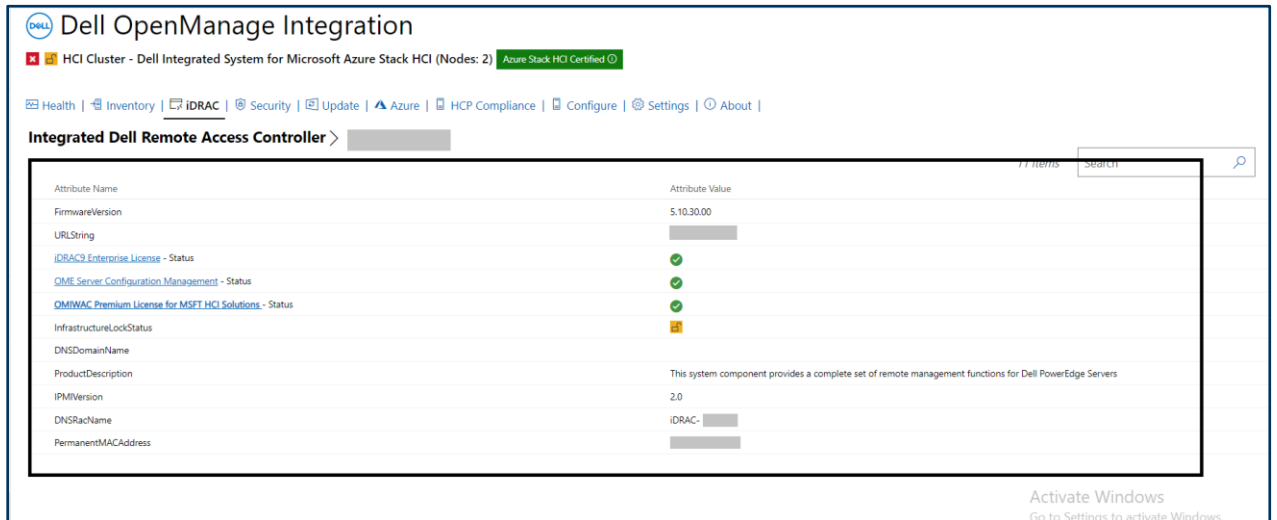 DELL Dell OpenManage Integration
HCI Cluster - Dell Integrated System for Microsoft Azure Stack HCI (Nodes: 2) Azure Stack HCI Certified
Health | Inventory | iDRAC | Security | Update | Azure | HCP Compliance | Configure | Settings | About |
Integrated Dell Remote Access Controller >
11 items Search
Attribute Name Attribute Value
FirmwareVersion 5.10.30.00
URLString
iDRAC9 Enterprise License - Status
OME Server Configuration Management - Status
OMIWAC Premium License for MSFT HCI Solutions - Status
InfrastructureLockStatus
DNSDomainName
ProductDescription This system component provides a complete set of remote management functions for Dell PowerEdge Servers
IPMIVersion 2.0
DNSRacName iDRAC-
PermanentMACAddress
Activate Windows
Go to Settings to activate Windows.